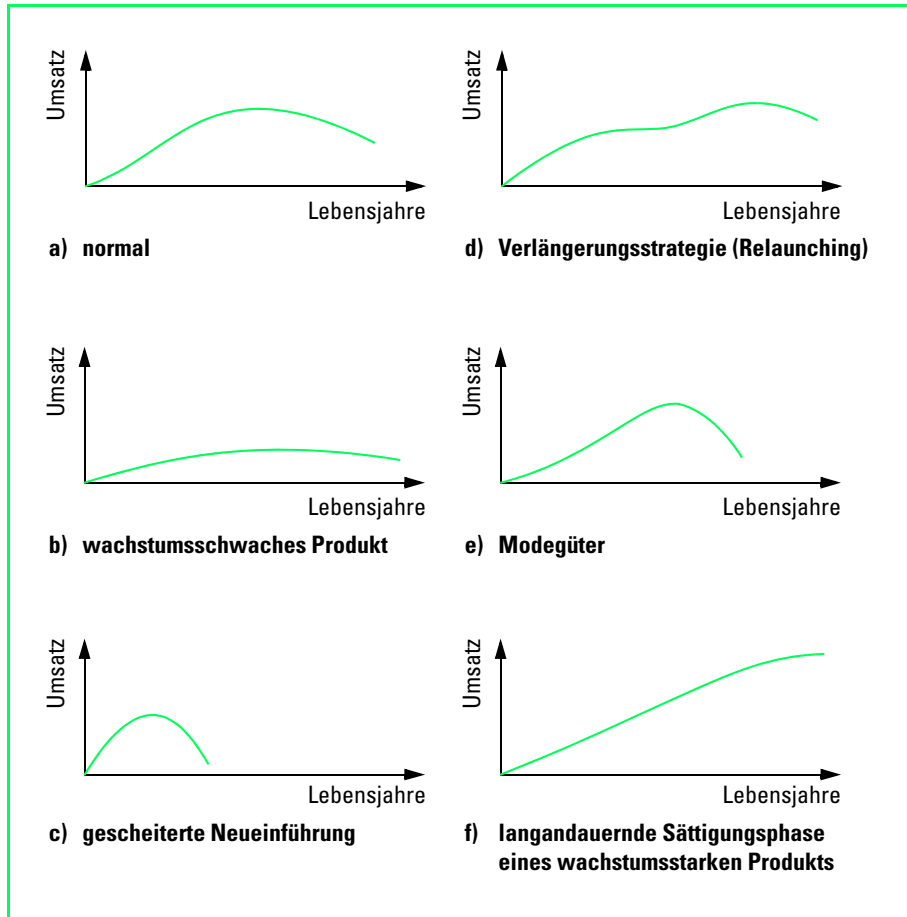 Umsatz
Lebensjahre
a) normal
Umsatz
Lebensjahre
d) Verlängerungsstrategie (Relaunching)
Umsatz
Lebensjahre
b) wachstumsschwaches Produkt
Umsatz
Lebensjahre
e) Modegüter
Umsatz
Lebensjahre
c) gescheiterte Neueinführung
Umsatz
Lebensjahre
f) langandauernde Sättigungsphase
eines wachstumsstarken Produkts